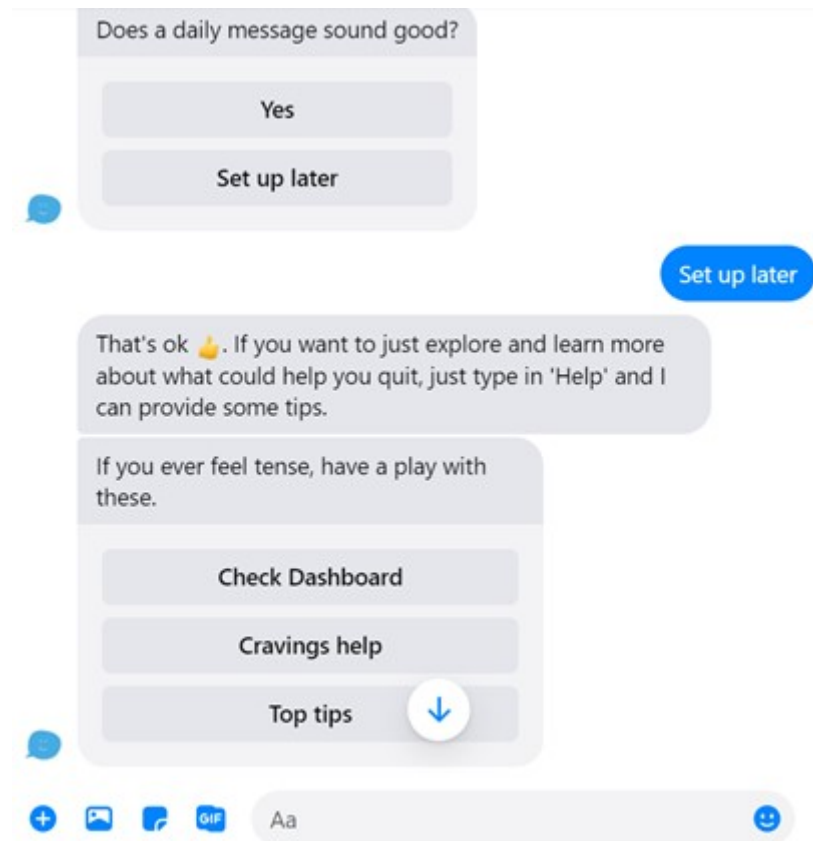 Does a daily message sound good?
Yes
Set up later
Set up later
That's ok 👍. If you want to just explore and learn more
about what could help you quit, just type in 'Help' and I
can provide some tips.
If you ever feel tense, have a play with
these.
Check Dashboard
Cravings help
Top tips
GIF
Aa